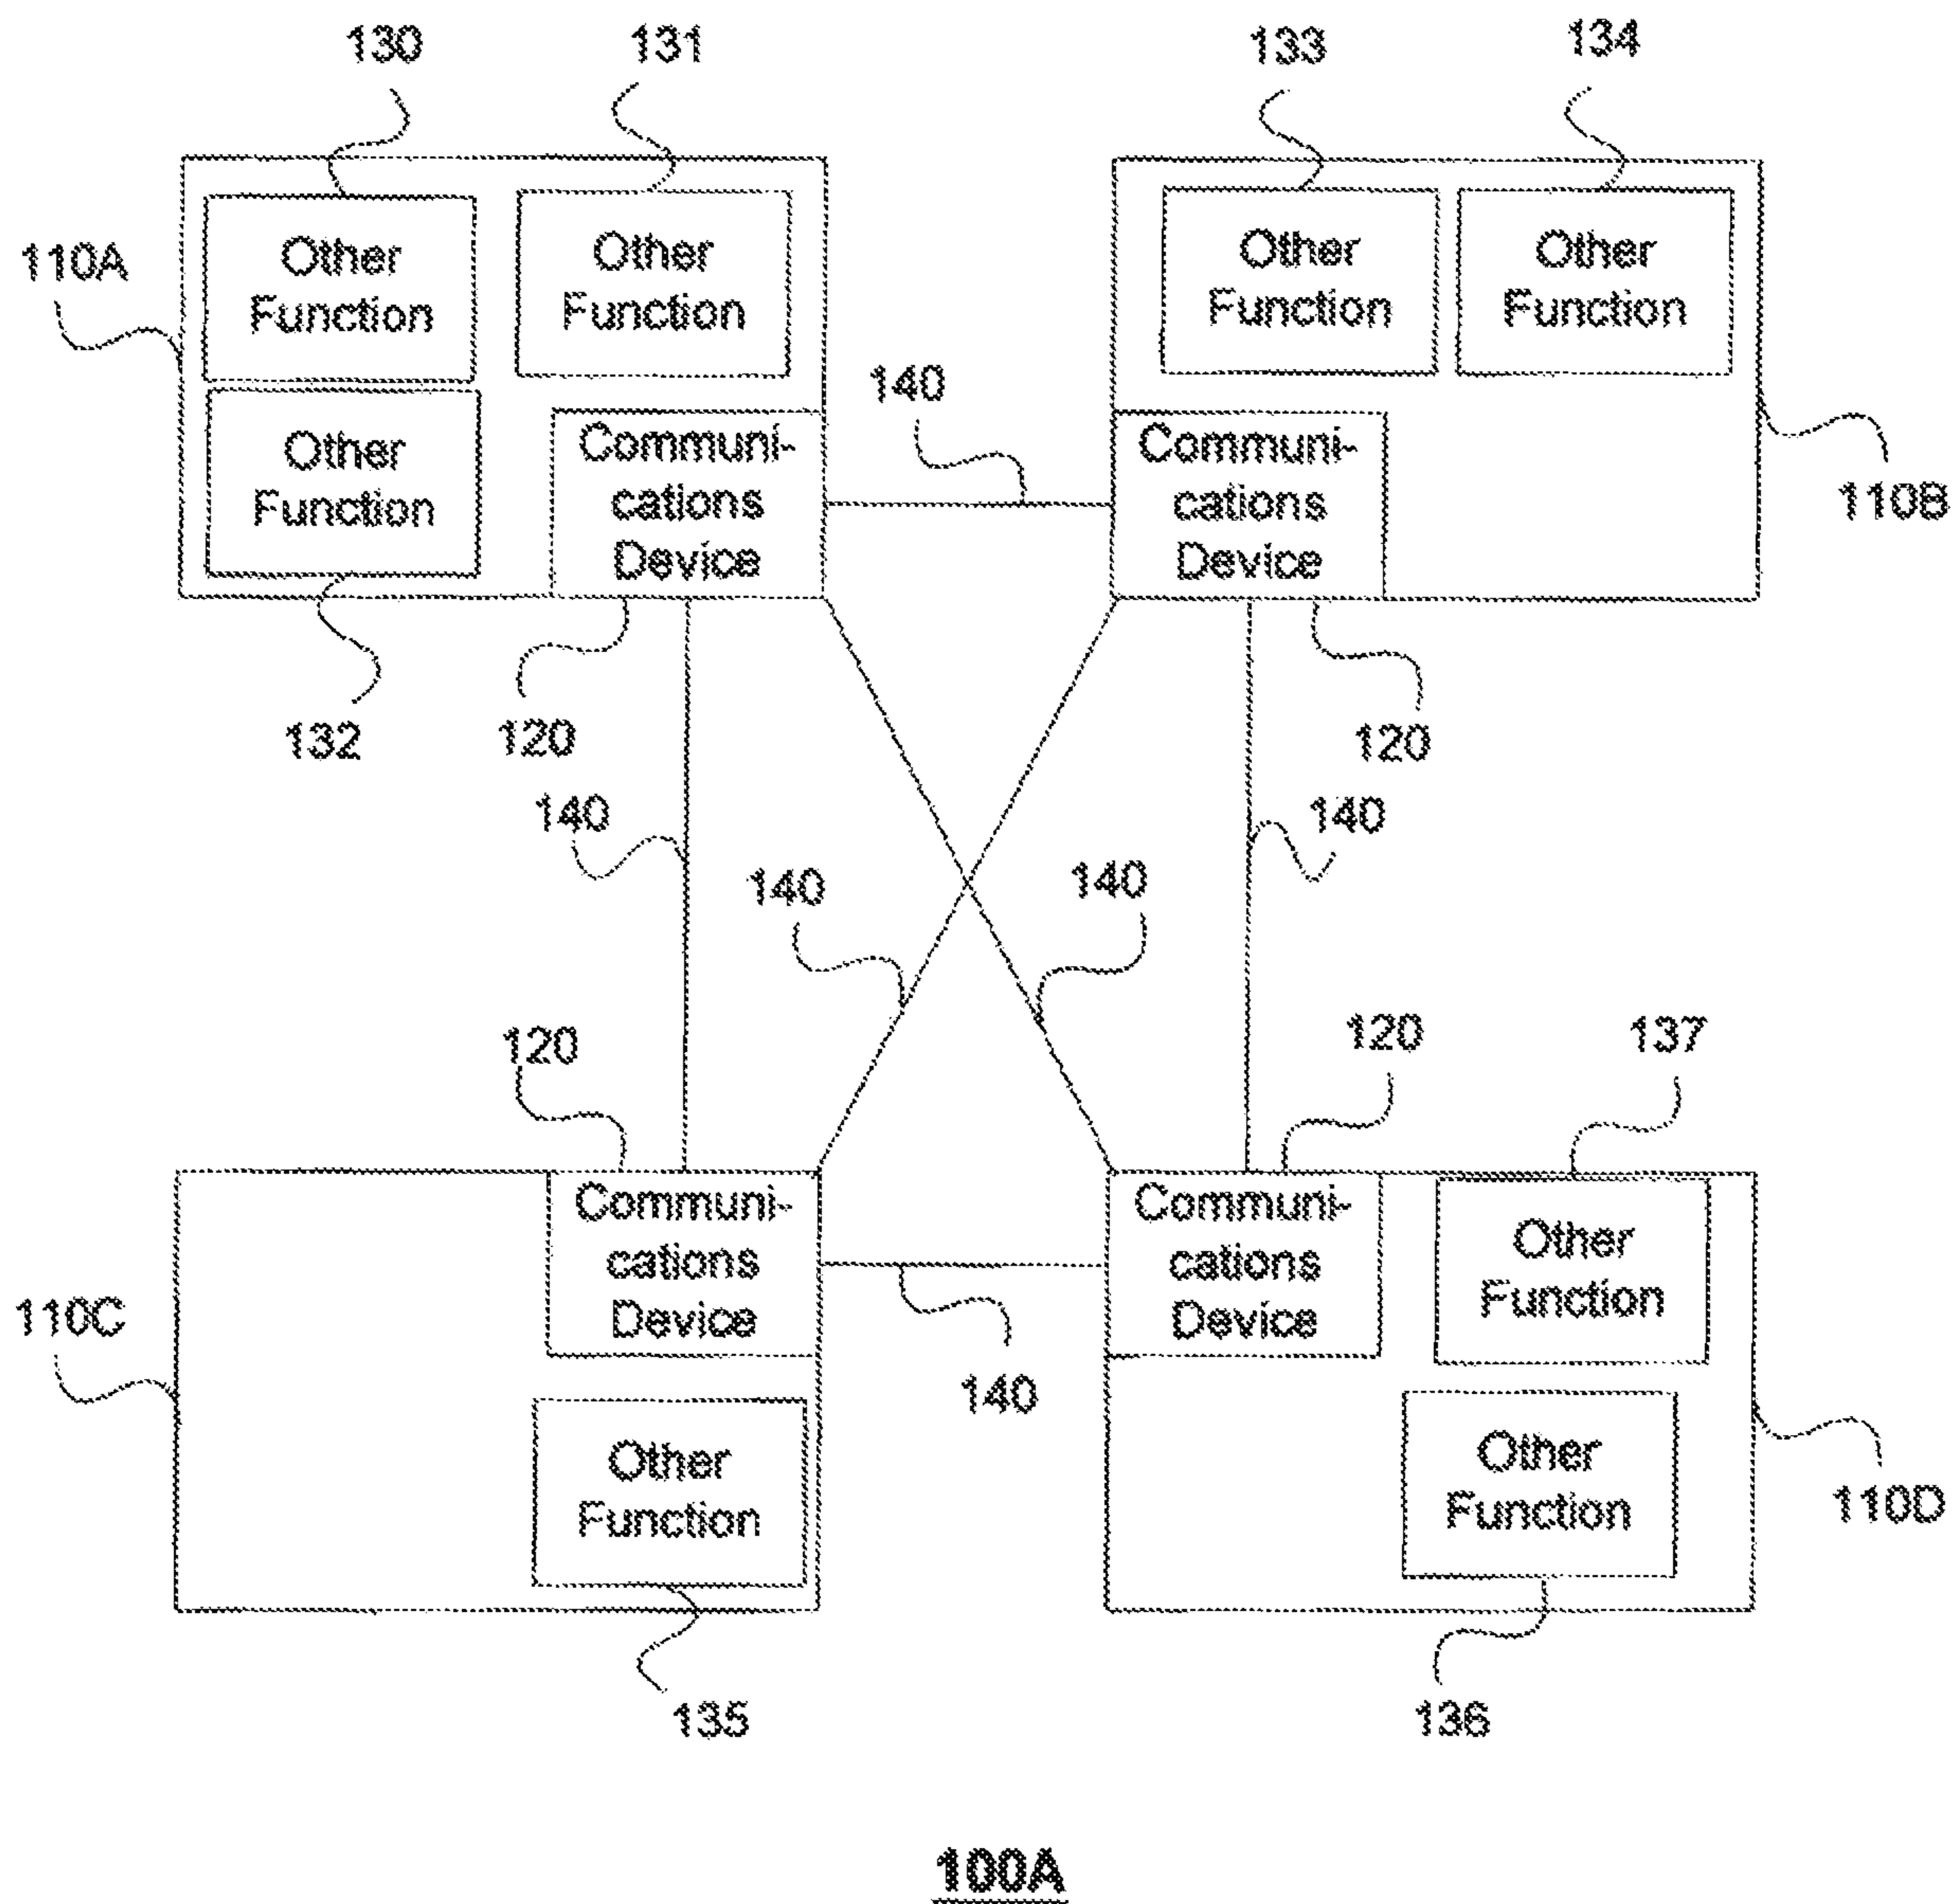 130
131
133
134
110A
Other
Function
Other
Function
Other
Function
Other
Function
Other
Function
Communi-
cations
Device
140
Communi-
cations
Device
110B
132
120
120
140
140
140
140
120
120
137
110C
Communi-
cations
Device
Communi-
cations
Device
Other
Function
140
Other
Function
Other
Function
110D
135
136
100A